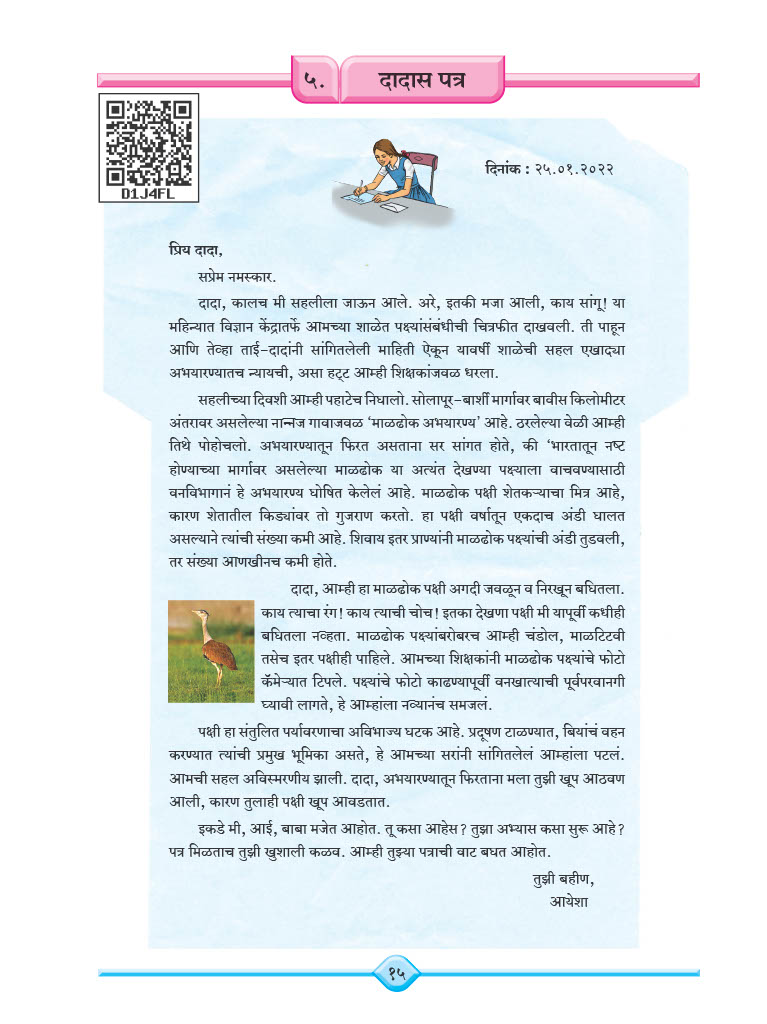 ५. दादास पत्र
D1J4FL
दिनांक : २५.०१.२०२२
प्रिय दादा,
सप्रेम नमस्कार.
दादा, कालच मी सहलीला जाऊन आले. अरे, इतकी मजा आली, काय सांगू! या
महिन्यात विज्ञान केंद्रातर्फे आमच्या शाळेत पक्ष्यांसंबंधीची चित्रफीत दाखवली. ती पाहून
आणि तेव्हा ताई-दादांनी सांगितलेली माहिती ऐकून यावर्षी शाळेची सहल एखाद्या
अभयारण्यातच न्यायची, असा हट्ट आम्ही शिक्षकांजवळ धरला.
सहलीच्या दिवशी आम्ही पहाटेच निघालो. सोलापूर-बार्शी मार्गावर बावीस किलोमीटर
अंतरावर असलेल्या नान्नज गावाजवळ ‘माळढोक अभयारण्य’ आहे. ठरलेल्या वेळी आम्ही
तिथे पोहोचलो. अभयारण्यातून फिरत असताना सर सांगत होते, की ‘भारतातून नष्ट
होण्याच्या मार्गावर असलेल्या माळढोक या अत्यंत देखण्या पक्ष्याला वाचवण्यासाठी
वनविभागानं हे अभयारण्य घोषित केलेलं आहे. माळढोक पक्षी शेतकऱ्याचा मित्र आहे,
कारण शेतातील किड्यांवर तो गुजराण करतो. हा पक्षी वर्षातून एकदाच अंडी घालत
असल्याने त्यांची संख्या कमी आहे. शिवाय इतर प्राण्यांनी माळढोक पक्ष्यांची अंडी तुडवली,
तर संख्या आणखीनच कमी होते.
दादा, आम्ही हा माळढोक पक्षी अगदी जवळून व निरखून बघितला.
काय त्याचा रंग! काय त्याची चोच! इतका देखणा पक्षी मी यापूर्वी कधीही
बघितला नव्हता. माळढोक पक्ष्यांबरोबरच आम्ही चंडोल, माळटिटवी
तसेच इतर पक्षीही पाहिले. आमच्या शिक्षकांनी माळढोक पक्ष्यांचे फोटो
कॅमेऱ्यात टिपले. पक्ष्यांचे फोटो काढण्यापूर्वी वनखात्याची पूर्वपरवानगी
घ्यावी लागते, हे आम्हांला नव्यानंच समजलं.
पक्षी हा संतुलित पर्यावरणाचा अविभाज्य घटक आहे. प्रदूषण टाळण्यात, बियांचं वहन
करण्यात त्यांची प्रमुख भूमिका असते, हे आमच्या सरांनी सांगितलेलं आम्हांला पटलं.
आमची सहल अविस्मरणीय झाली. दादा, अभयारण्यातून फिरताना मला तुझी खूप आठवण
आली, कारण तुलाही पक्षी खूप आवडतात.
इकडे मी, आई, बाबा मजेत आहोत. तू कसा आहेस? तुझा अभ्यास कसा सुरू आहे?
पत्र मिळताच तुझी खुशाली कळव. आम्ही तुझ्या पत्राची वाट बघत आहोत.
तुझी बहीण,
आयेशा
१५